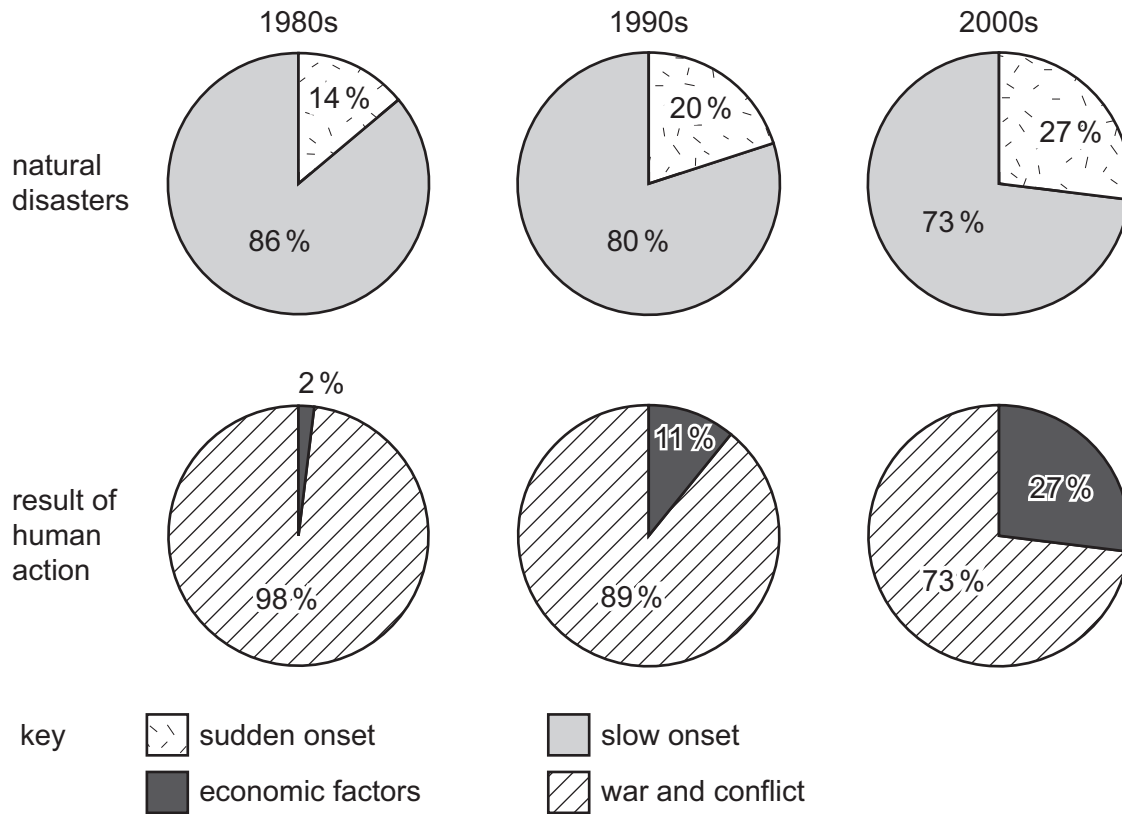 1980s
1990s
2000s
natural
disasters
14 %
86 %
20 %
80 %
27 %
73 %
result of
human
action
2 %
98 %
11 %
89 %
27 %
73 %
key
sudden onset
slow onset
economic factors
war and conflict